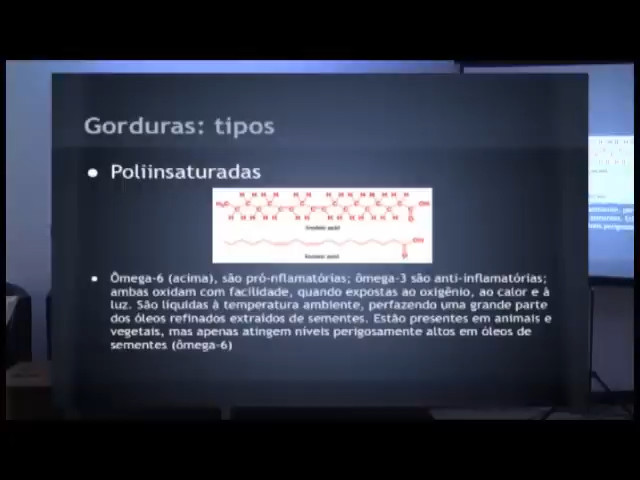 Gorduras: tipos
● Poliinsaturadas
● Ômega-6 (acima), são pró-nflamatórias; ômega-3 são anti-inflamatórias;
ambas oxidam com facilidade, quando expostas ao oxigênio, ao calor e à
luz. São líquidas à temperatura ambiente, perfazendo uma grande parte
dos óleos refinados extraídos de sementes. Estão presentes em animais e
vegetais, mas apenas atingem níveis perigosamente altos em óleos de
sementes (ômega-6)